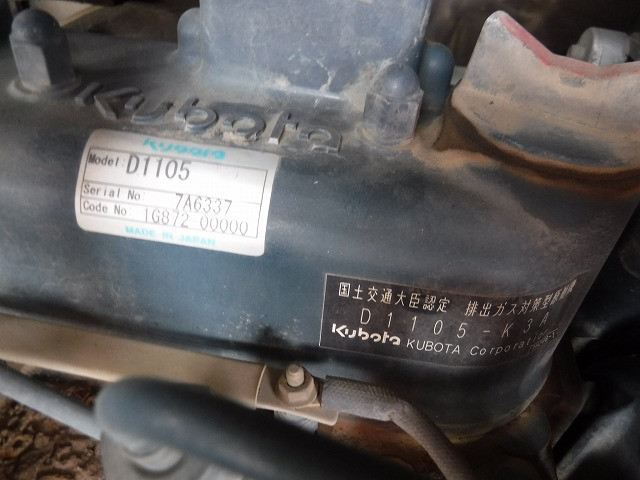 Kubota
Kubota
Model D1105
Serial No 7A6337
Code No 1G872 00000
MADE IN JAPAN
国土交通大臣認定 排出ガス対策型原動機
D1105-K3A
Kubota KUBOTA Corporation